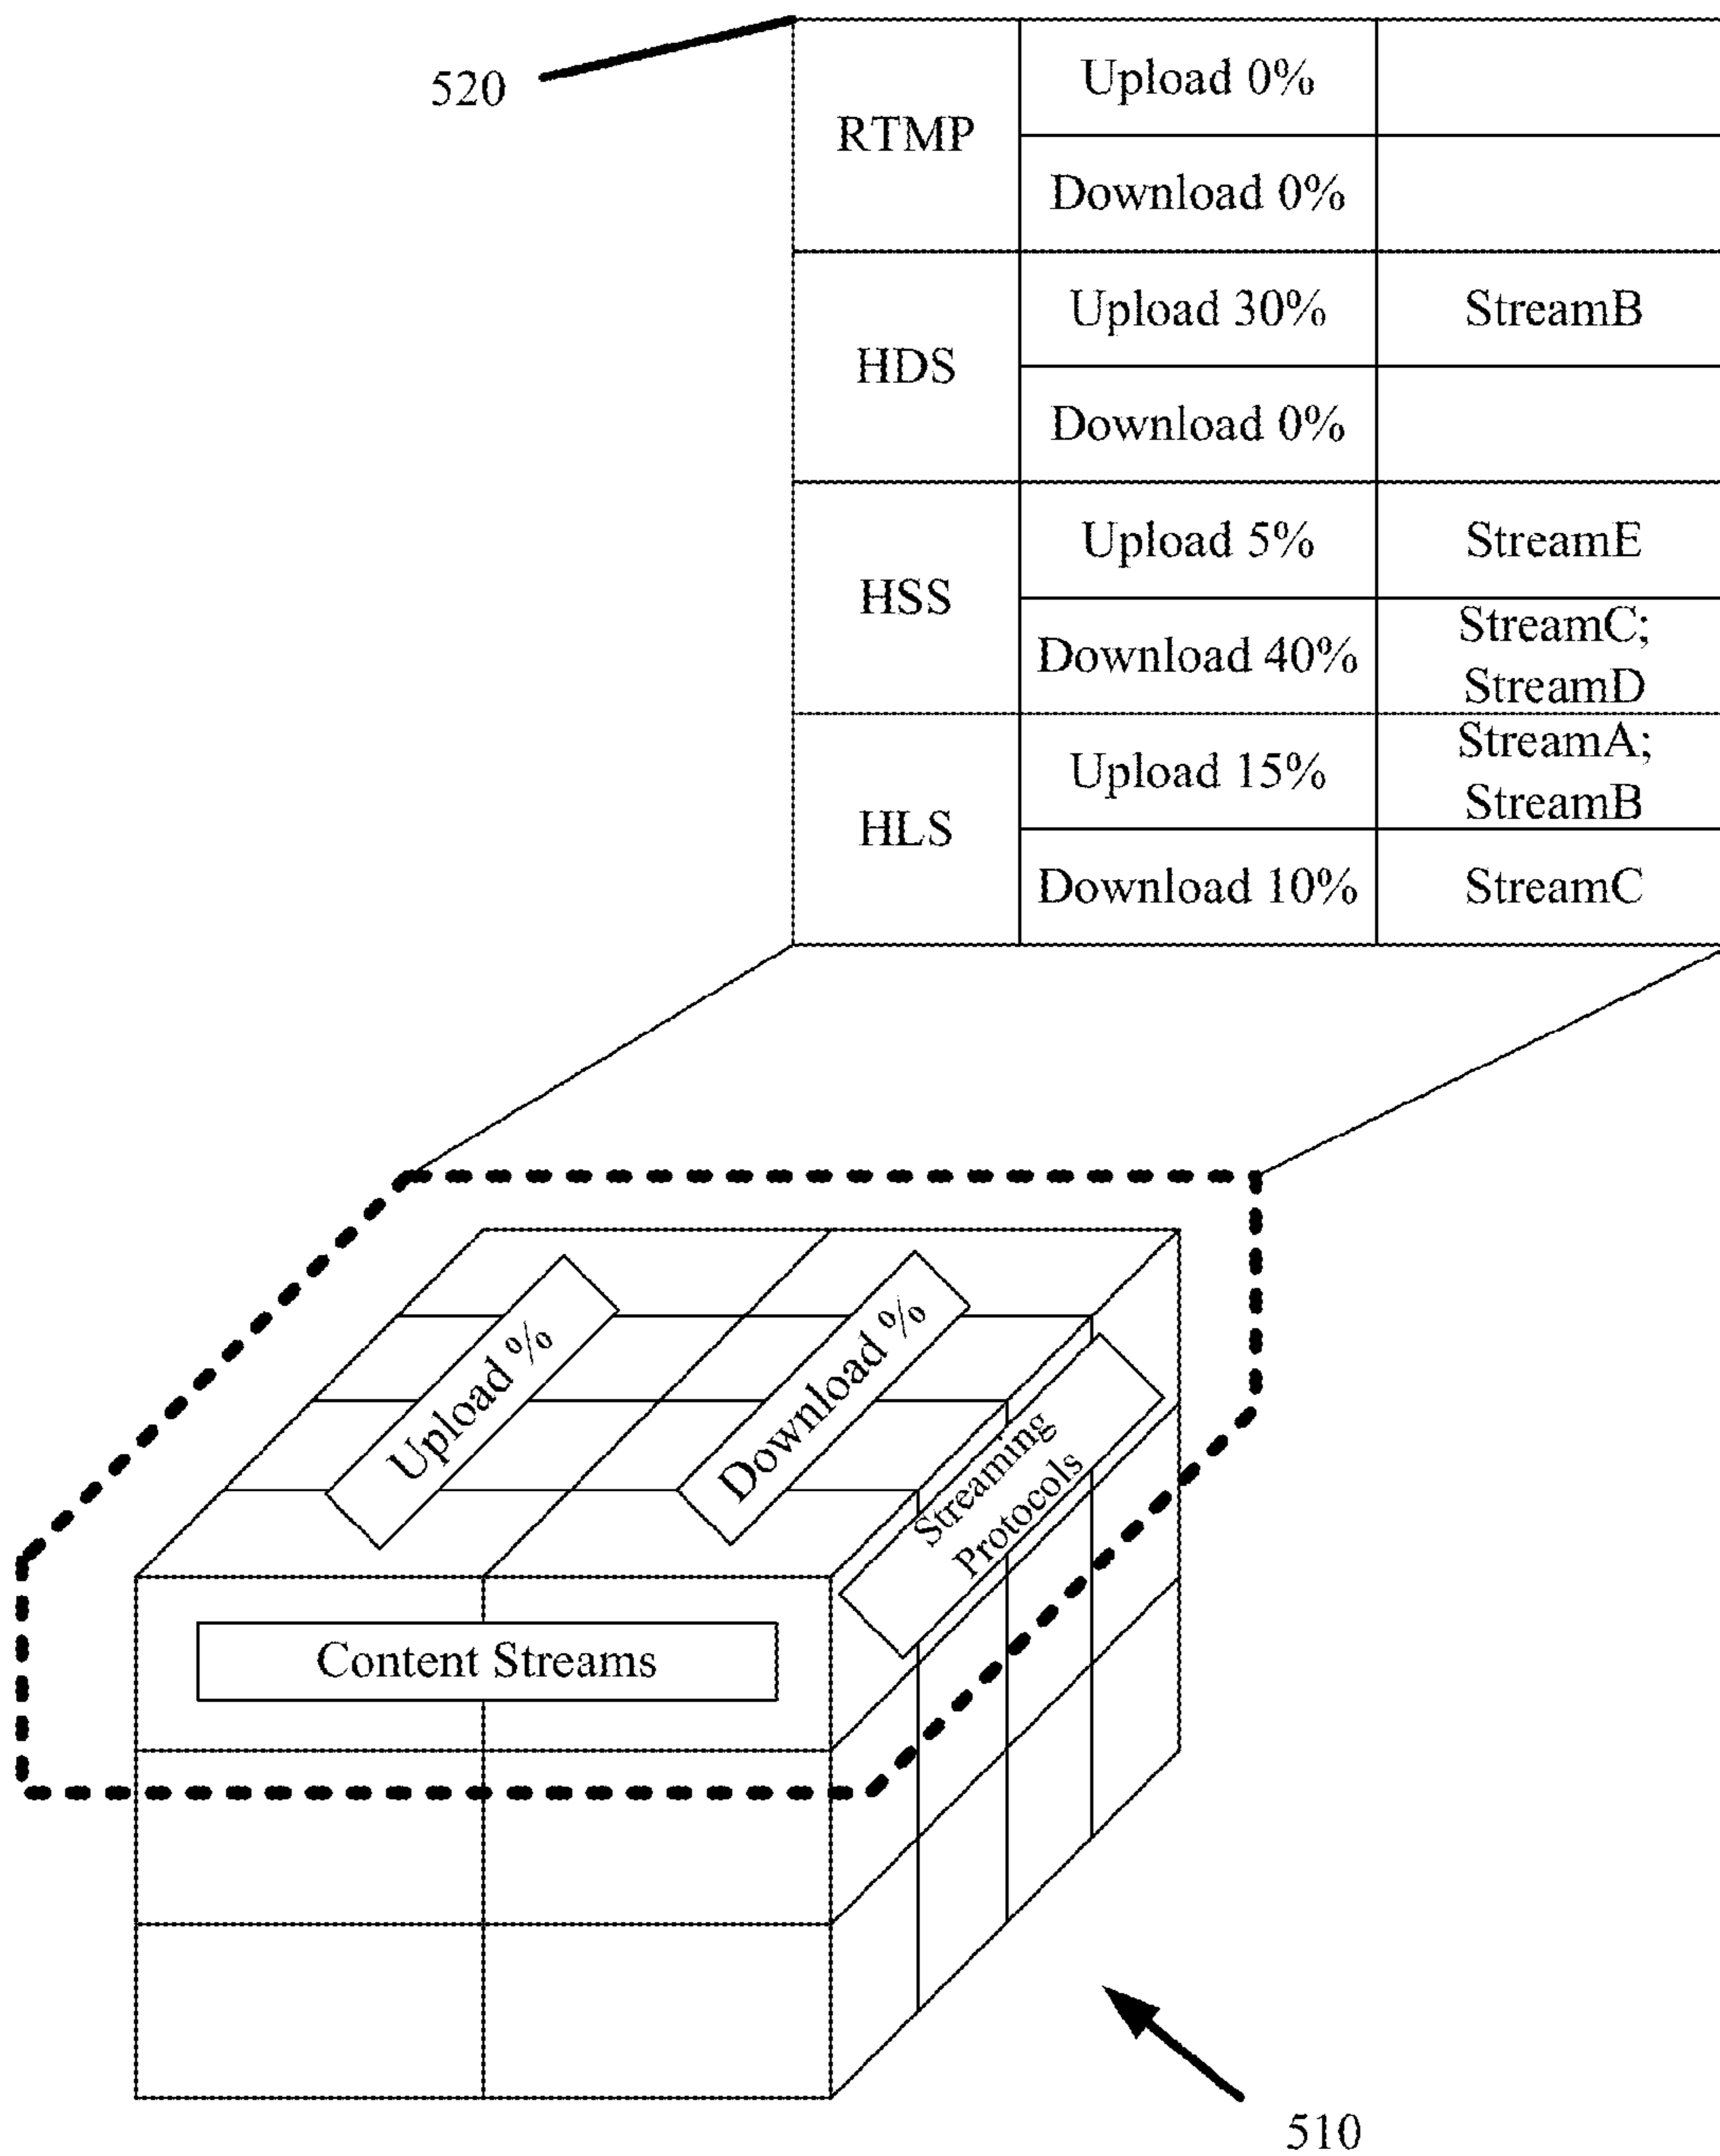 520
RTMP
Upload 0%
Download 0%
HDS
Upload 30%
StreamB
Download 0%
HSS
Upload 5%
StreamE
Download 40%
StreamC;
StreamD
HLS
Upload 15%
StreamA;
StreamB
Download 10%
StreamC
Upload %
Download %
Streaming
Protocols
Content Streams
510